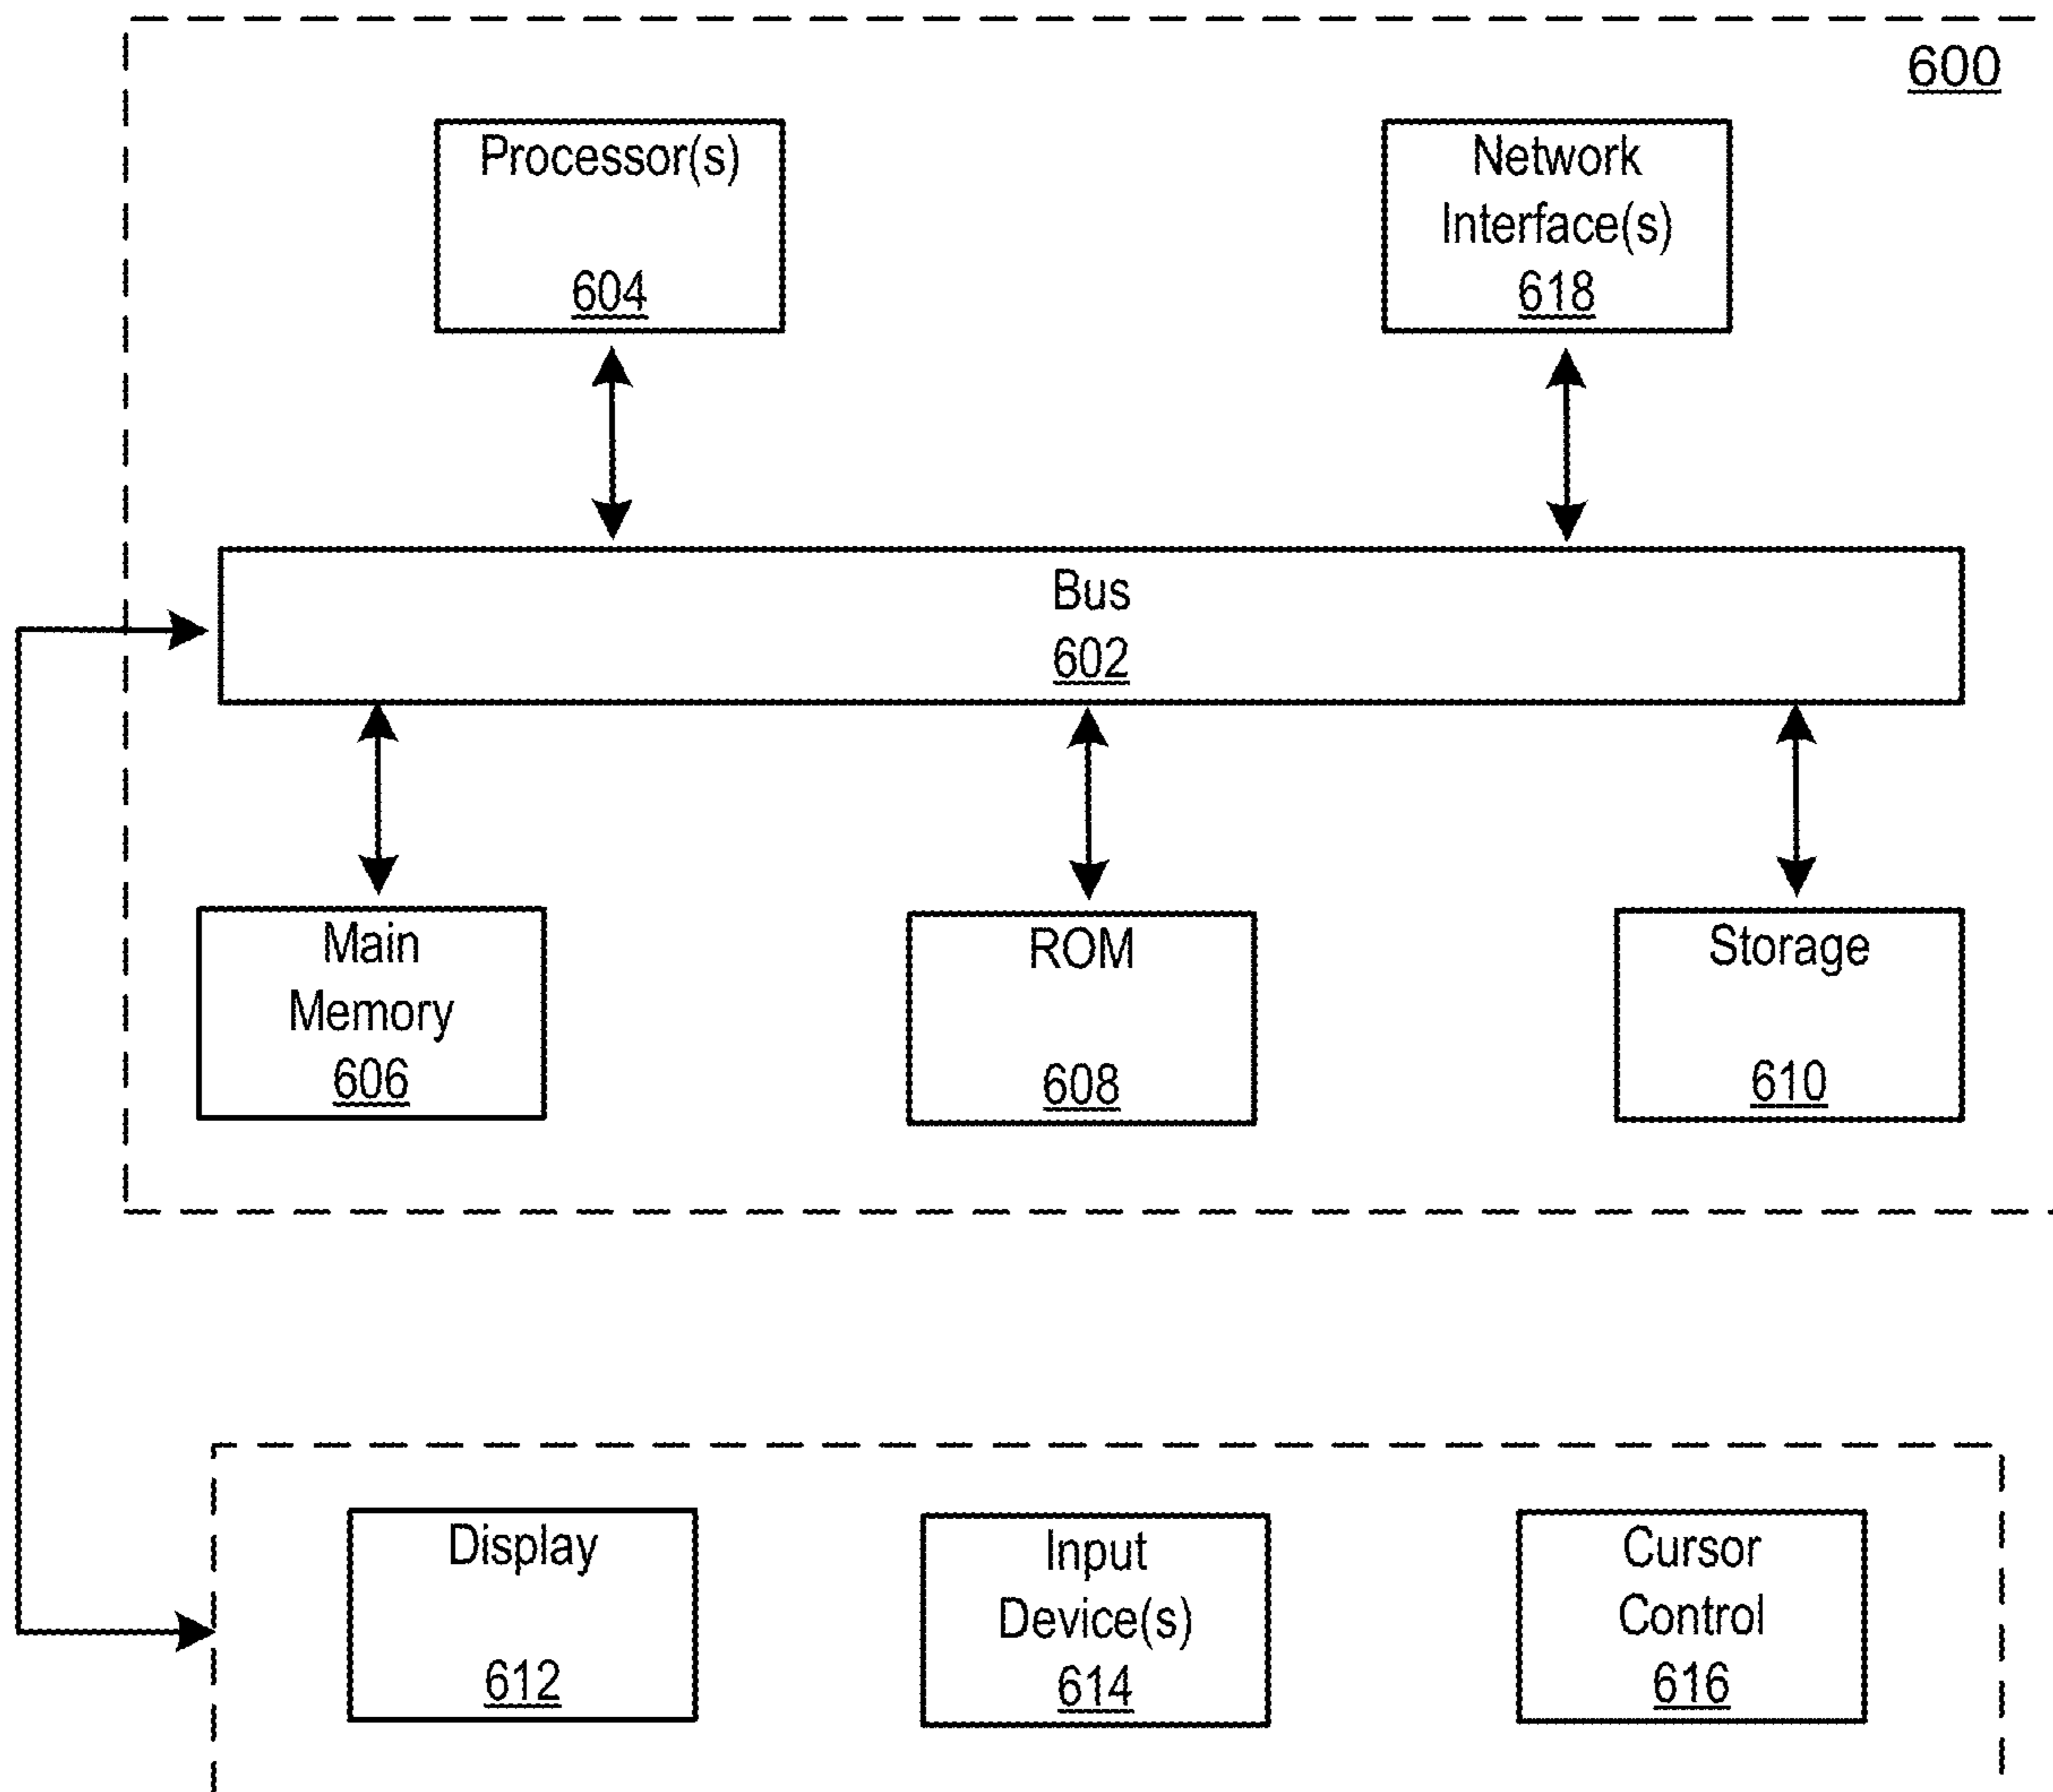 600
Processor(s)
604
Network
Interface(s)
618
Bus
602
Main
Memory
606
ROM
608
Storage
610
Display
612
Input
Device(s)
614
Cursor
Control
616